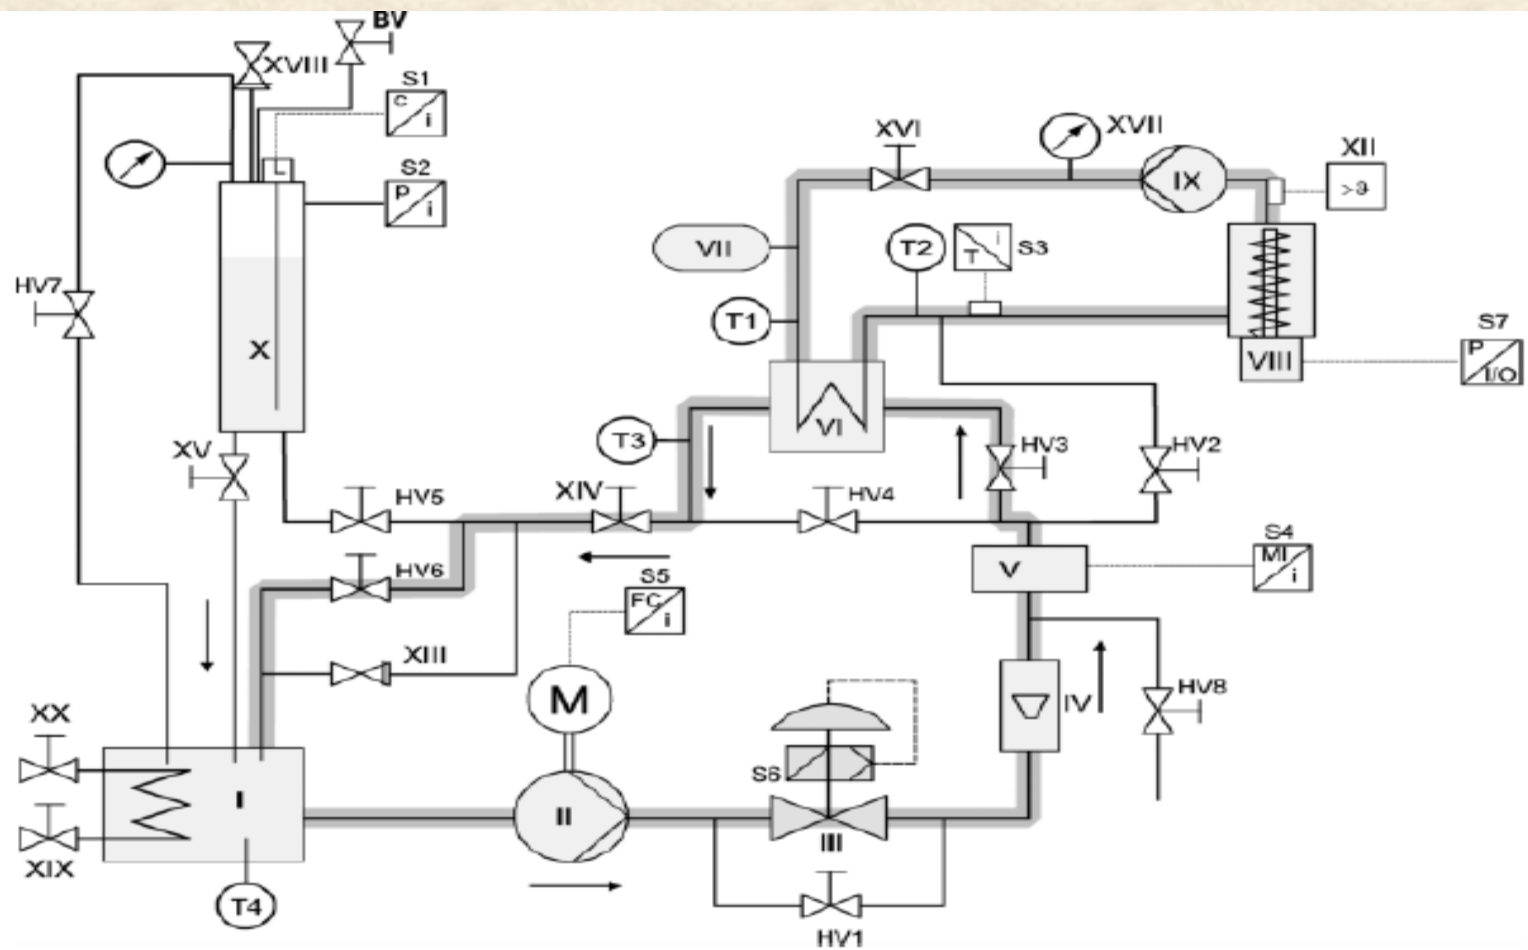 BV
XVIII
S1
C
i
XVI
XVII
XII
>ϑ
S2
P
i
IX
VII
T2
i
T
S3
HV7
T1
S7
P
I/O
VIII
X
VI
T3
HV3
HV2
XV
HV5
XIV
HV4
S4
MI
i
V
HV6
S5
FC
i
XIII
M
IV
HV8
XX
S6
I
II
III
XIX
T4
HV1